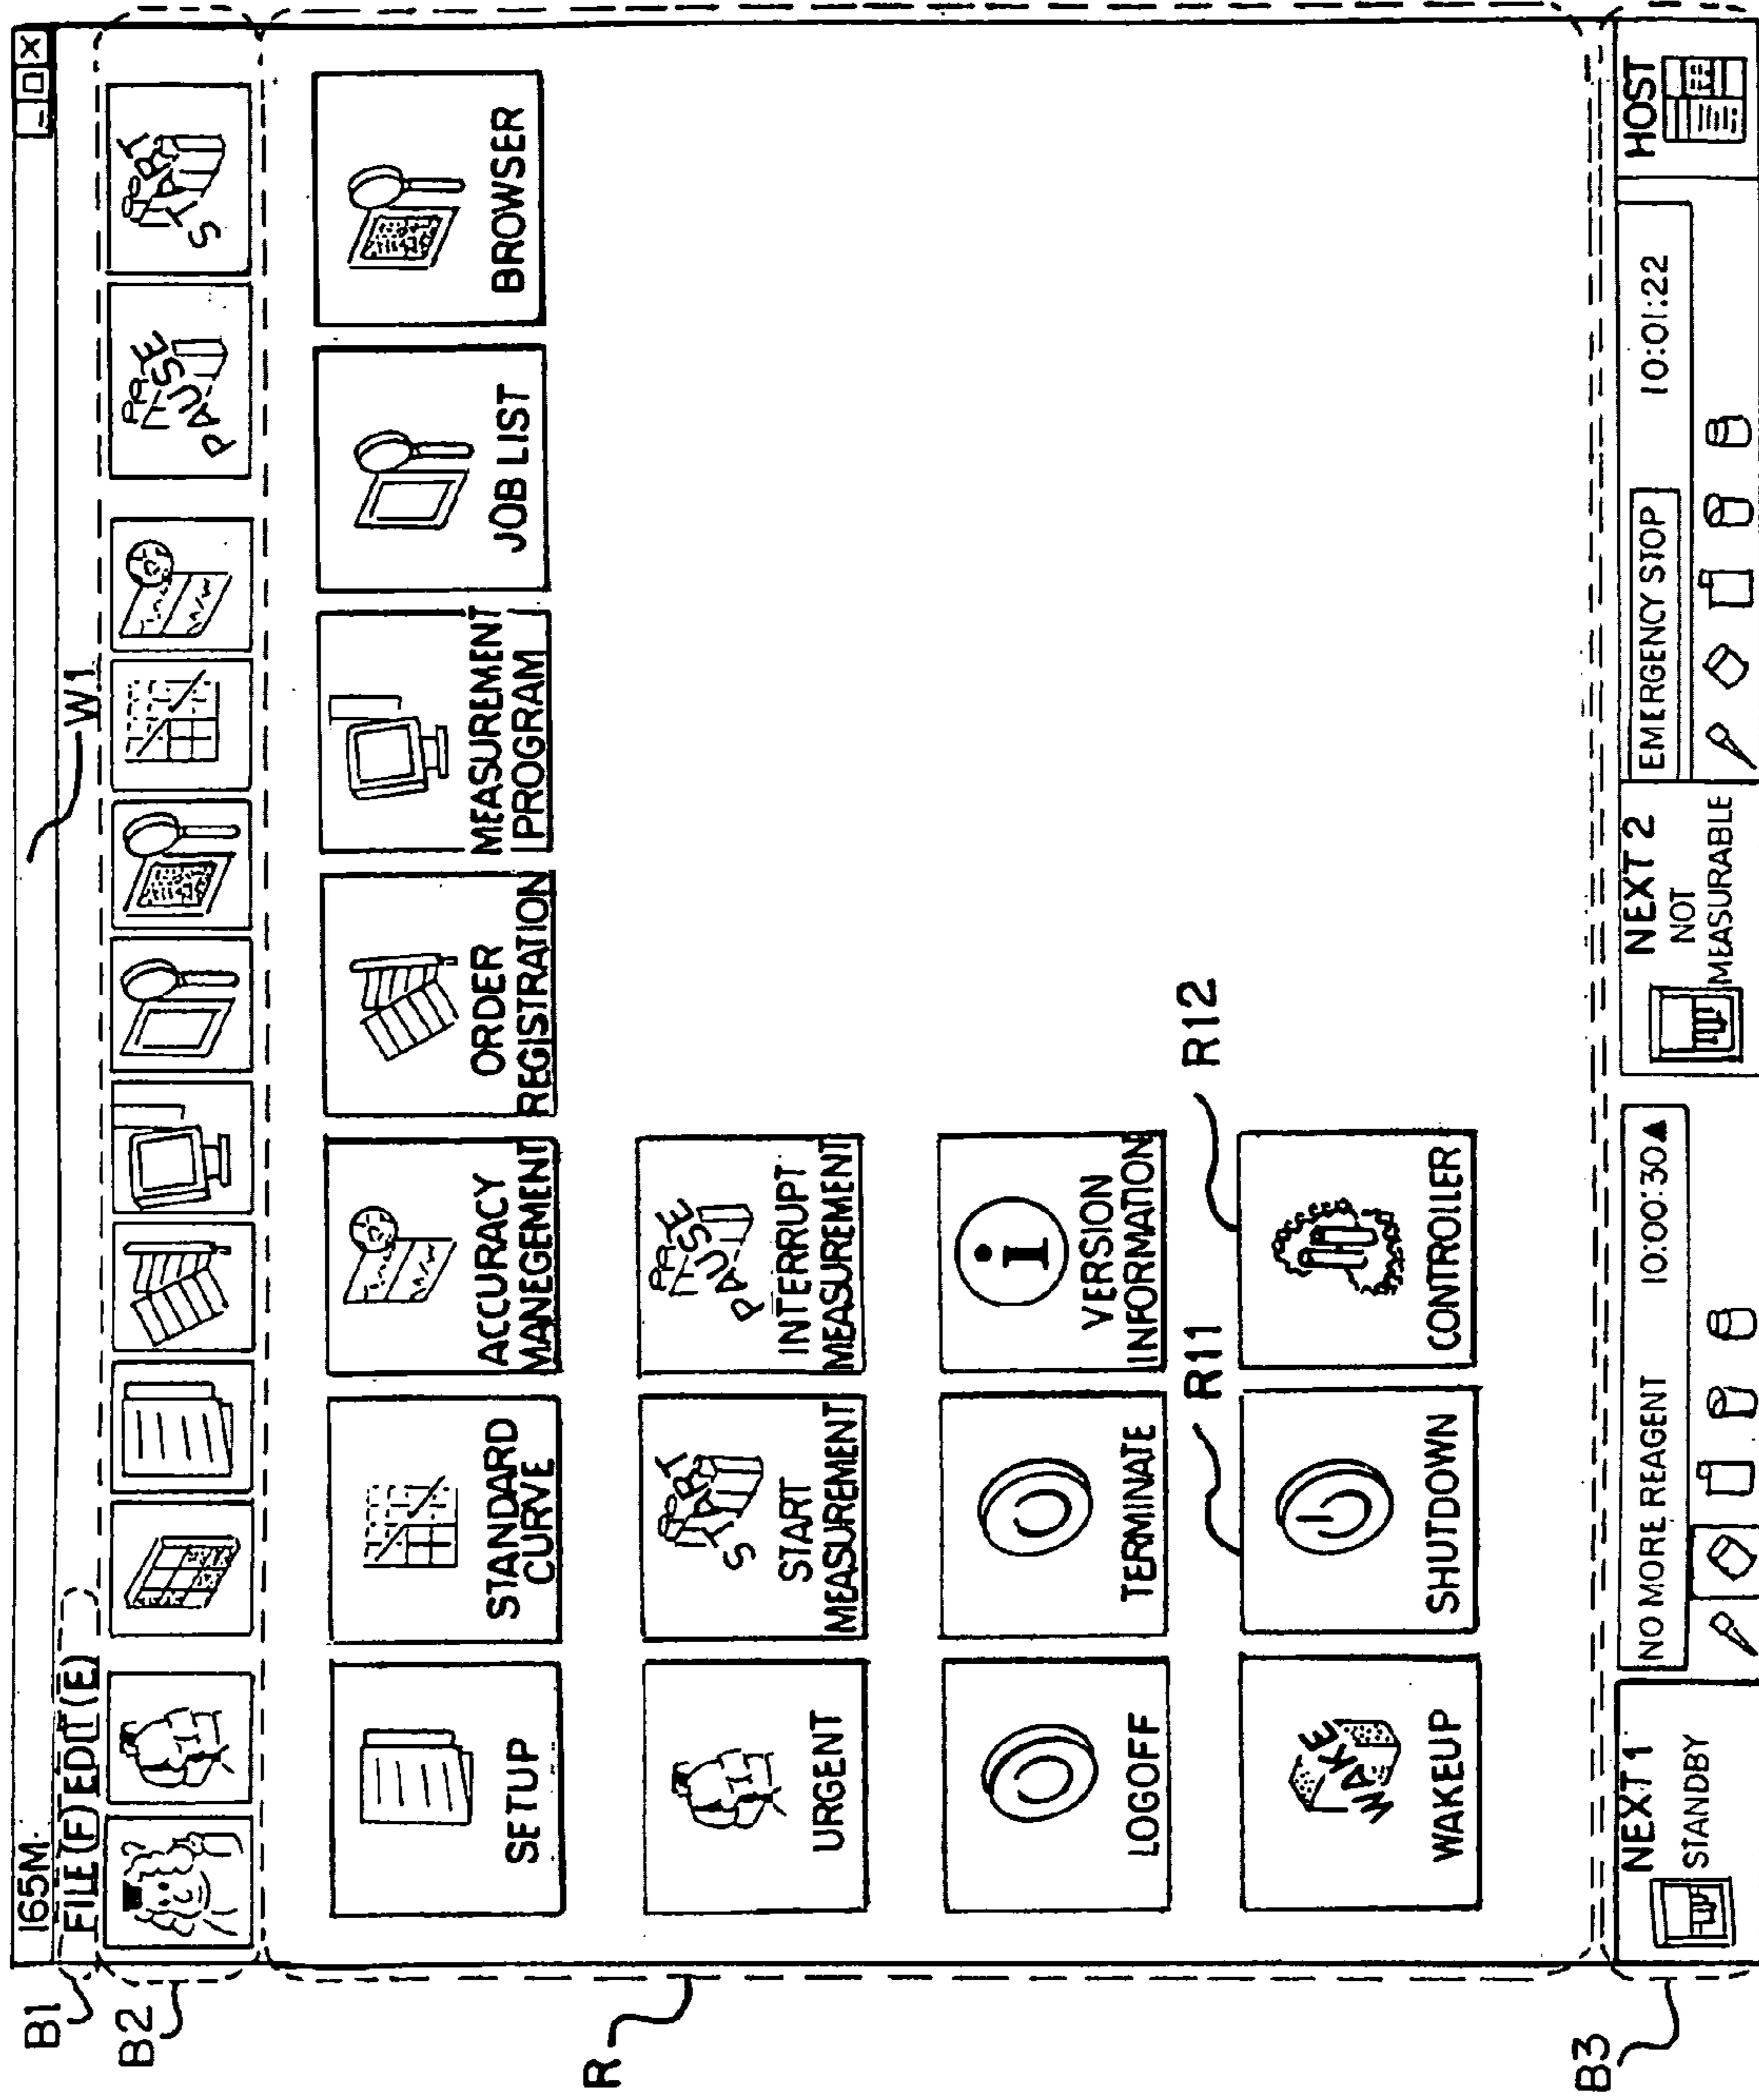 165M
W1
B1
FILE(F) EDIT(E)
B2
PAUSE
START
R
SETUP
STANDARD
CURVE
ACCURACY
MANEGEMENT
ORDER
REGISTRATION
MEASUREMENT
PROGRAM
JOB LIST
BROWSER
URGENT
START
START
MEASUREMENT
PAUSE
INTERRUPT
MEASUREMENT
LOGOFF
TERMINATE
i
VERSION
INFORMATION
R11
R12
WAKE
WAKEUP
SHUTDOWN
CONTROLLER
B3
NEXT 1
STANDBY
NO MORE REAGENT 10:00:30▲
NEXT 2
NOT
MEASURABLE
EMERGENCY STOP 10:01:22
HOST